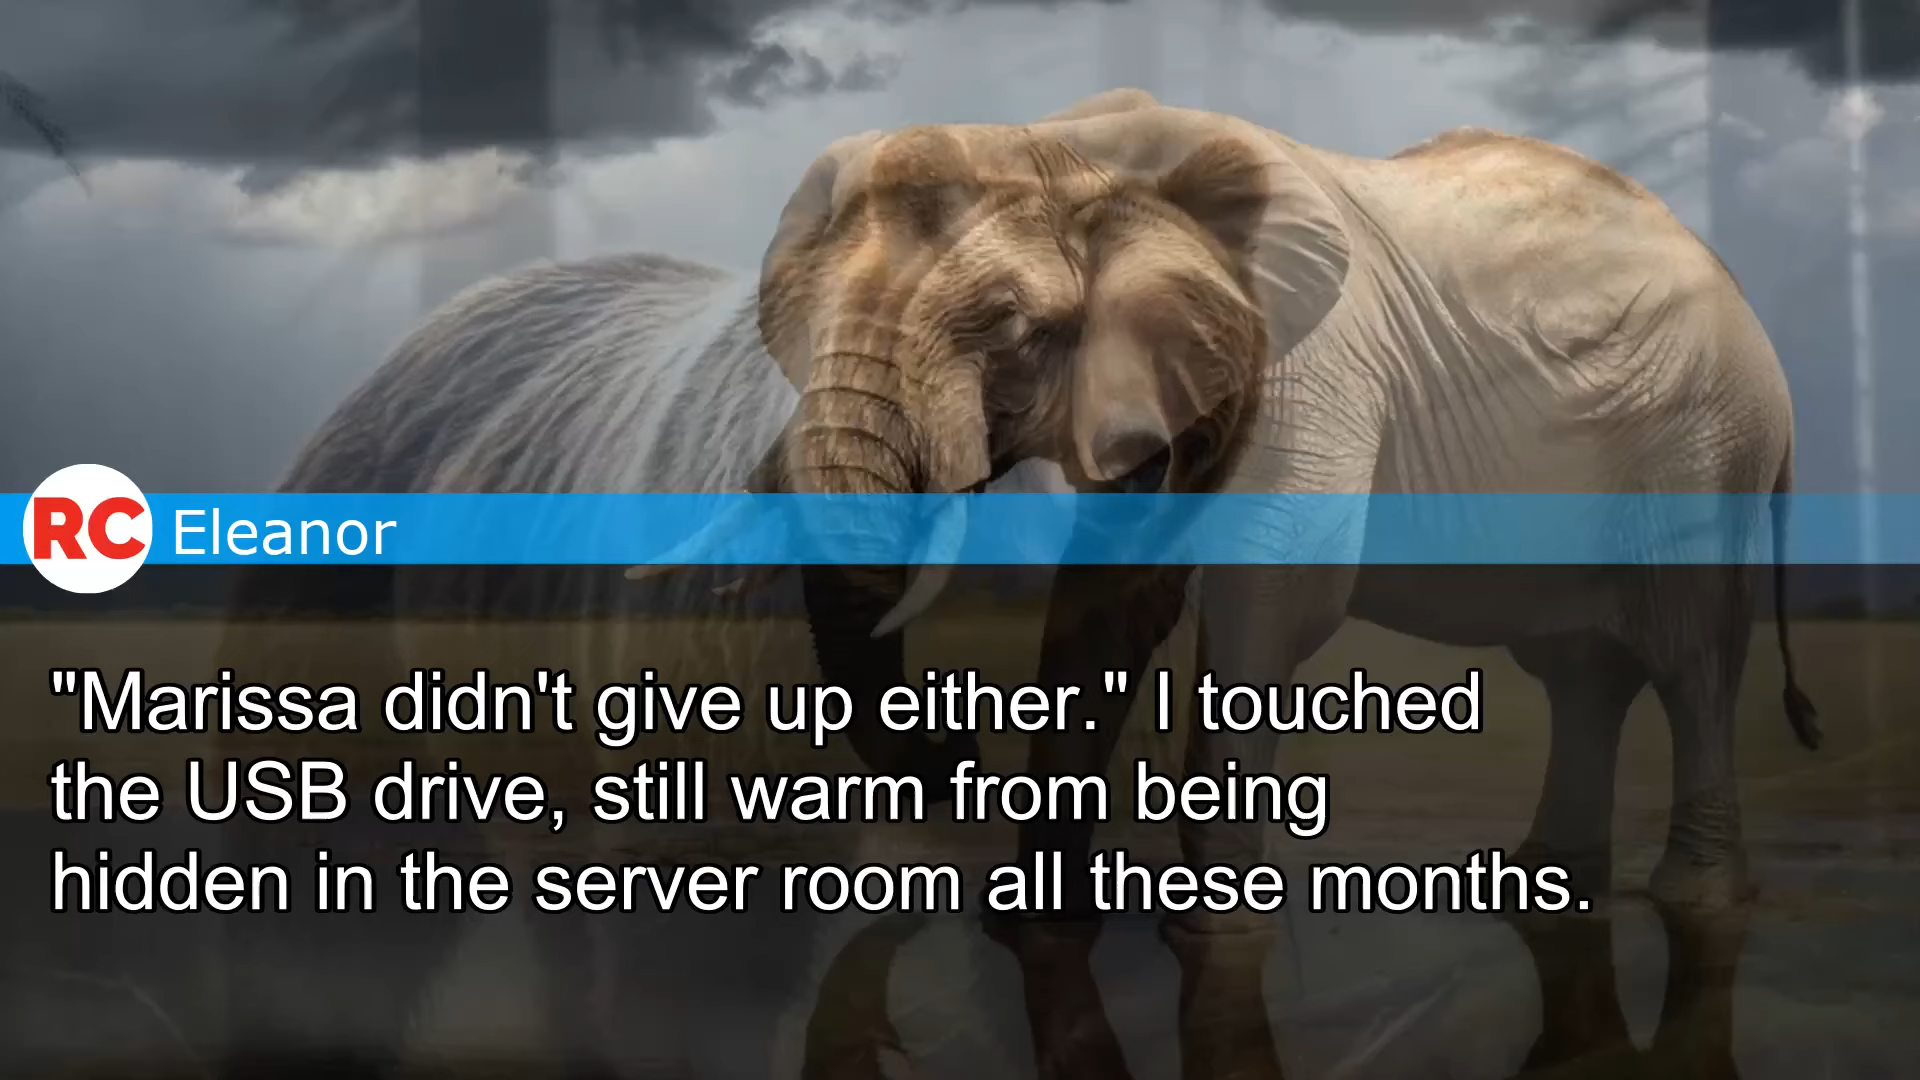 RC Eleanor
"Marissa didn't give up either." I touched
the USB drive, still warm from being
hidden in the server room all these months.